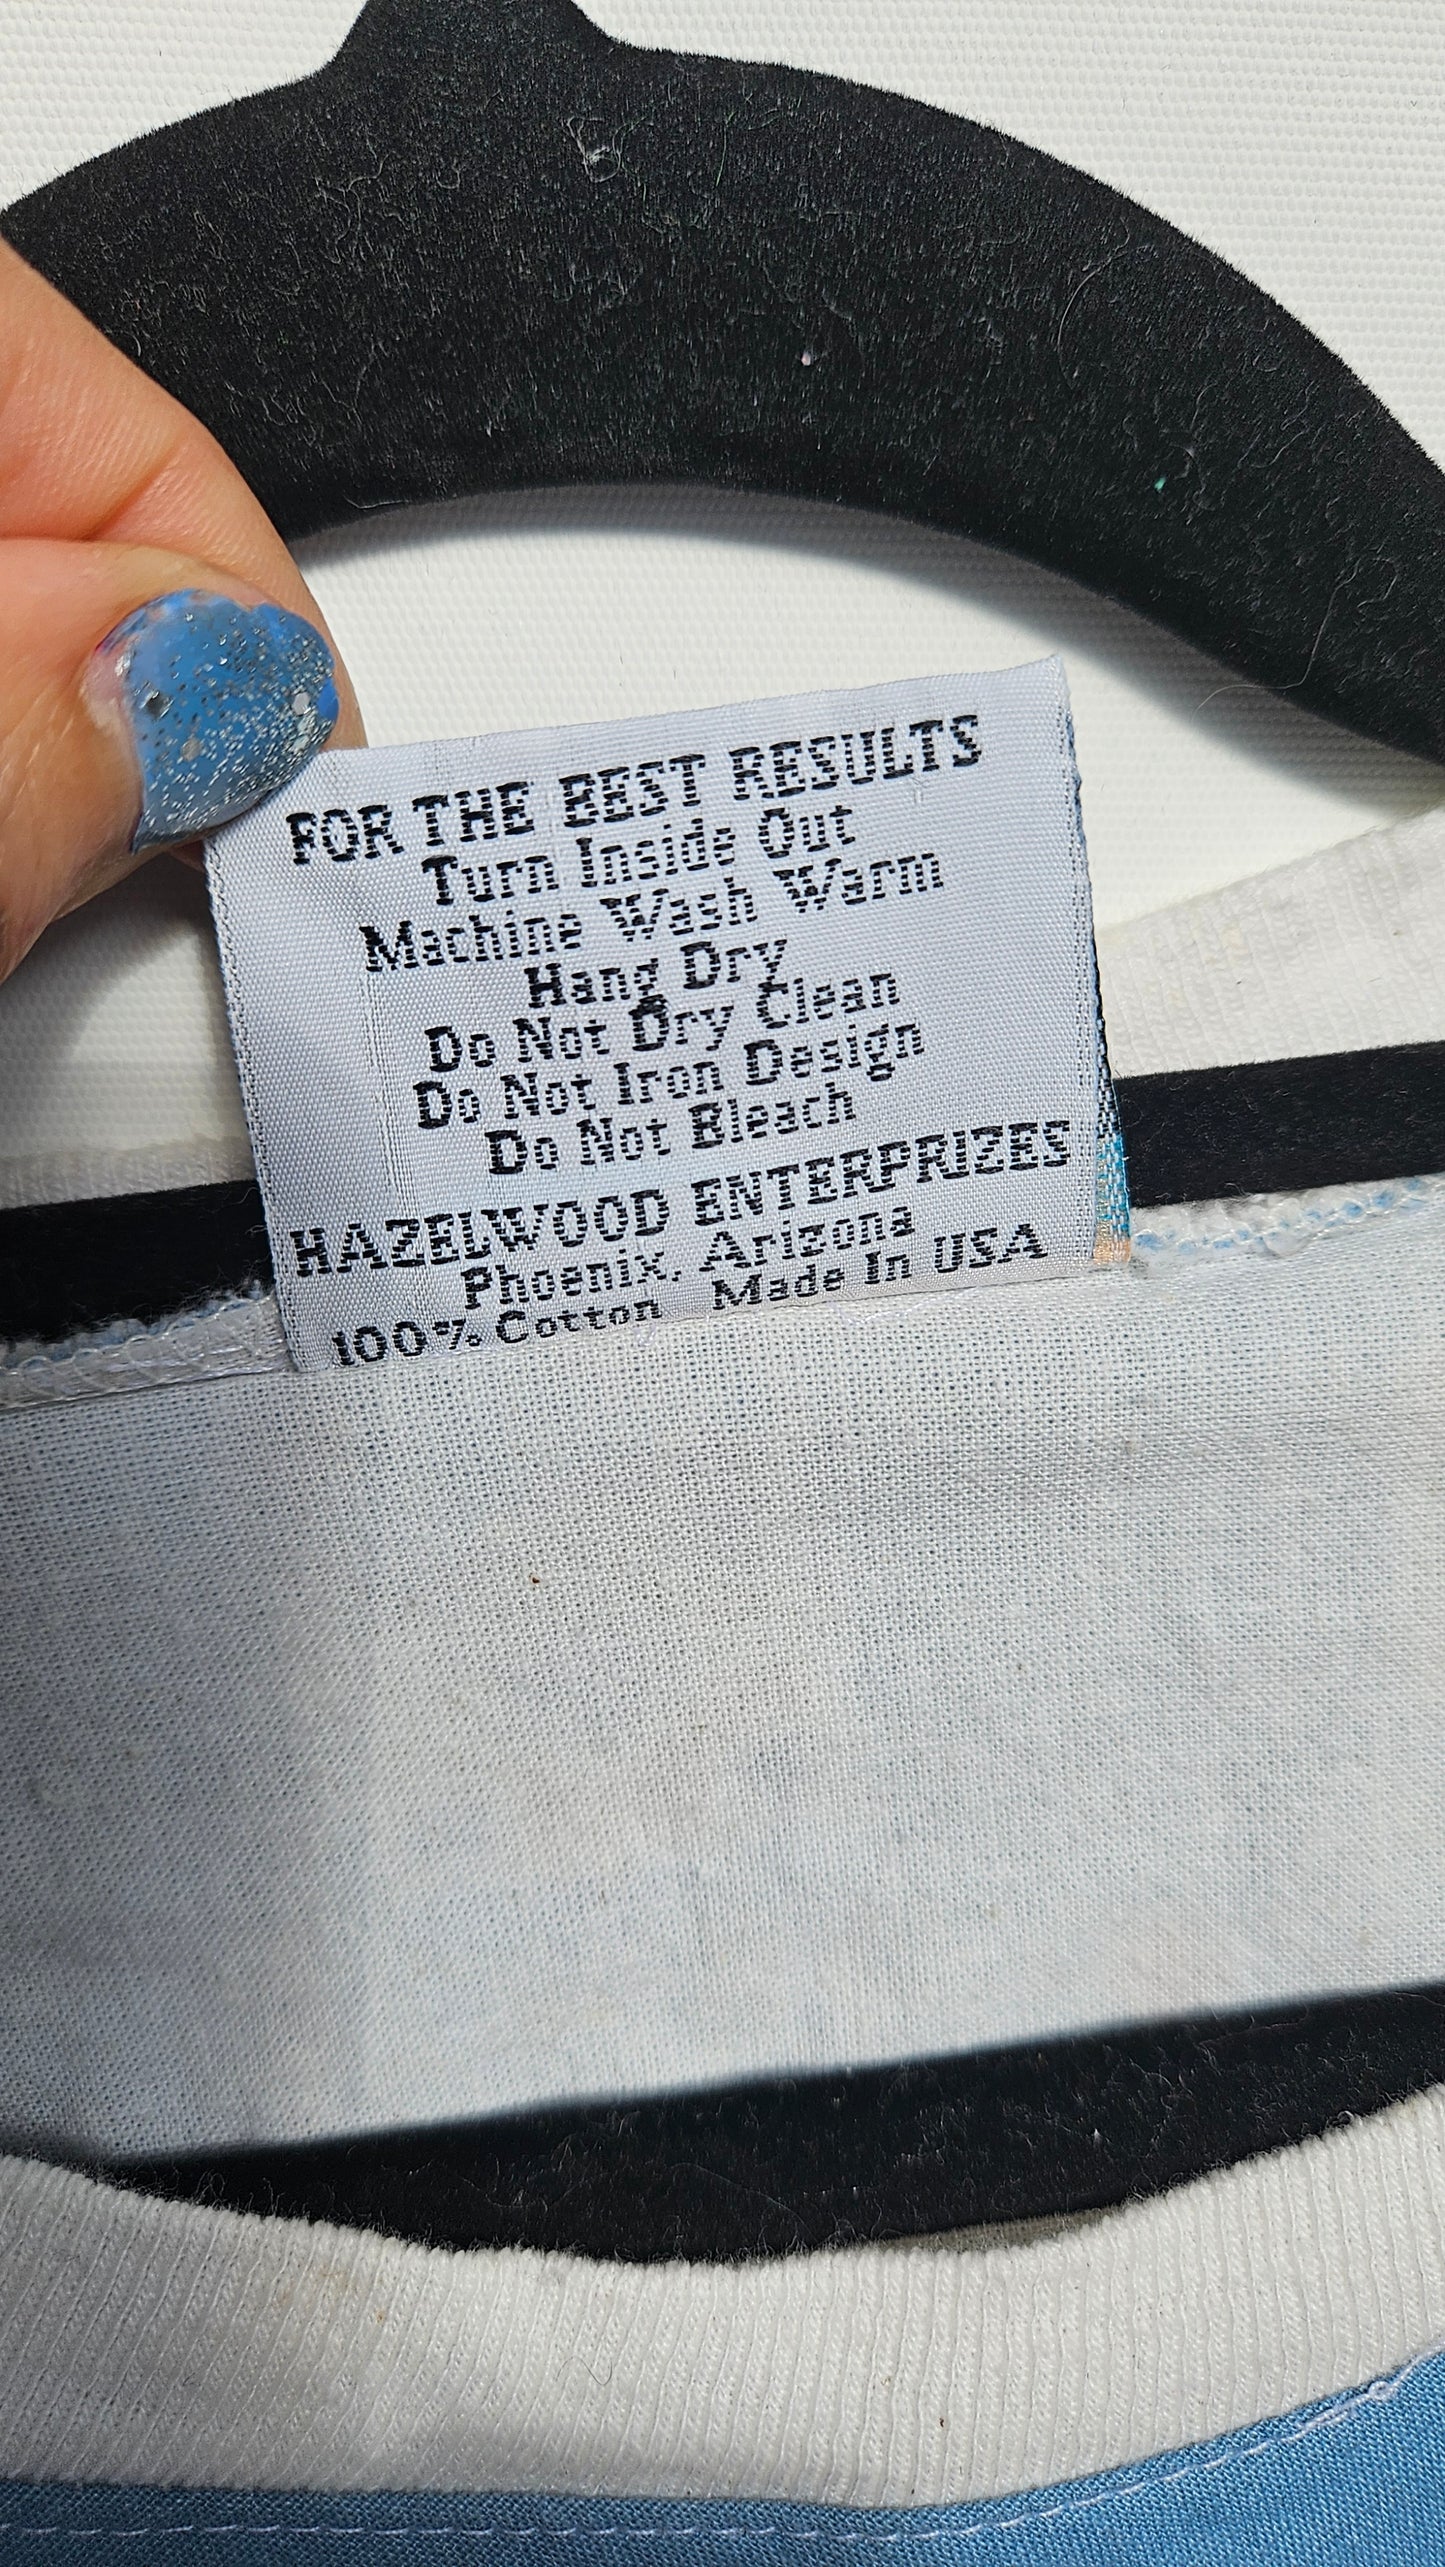 FOR THE BEST RESULTS
Turn Inside Out
Machine Wash Warm
Hang Dry
Do Not Dry Clean
Do Not Iron Design
Do Not Bleach
HAZELWOOD ENTERPRIZES
Phoenix, Arizona
100% Cotton Made In USA